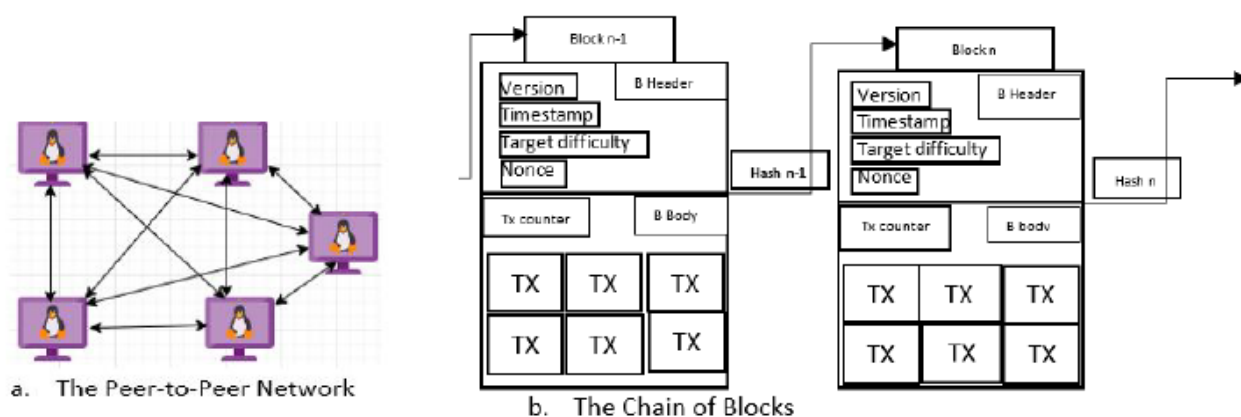 a. The Peer-to-Peer Network
Block n-1
B Header
Version
Timestamp
Target difficulty
Nonce
Hash n-1
Tx counter
B Body
TX TX TX
TX TX TX
Block n
B Header
Version
Timestamp
Target difficulty
Nonce
Hash n
Tx counter
B body
TX TX TX
TX TX TX
b. The Chain of Blocks